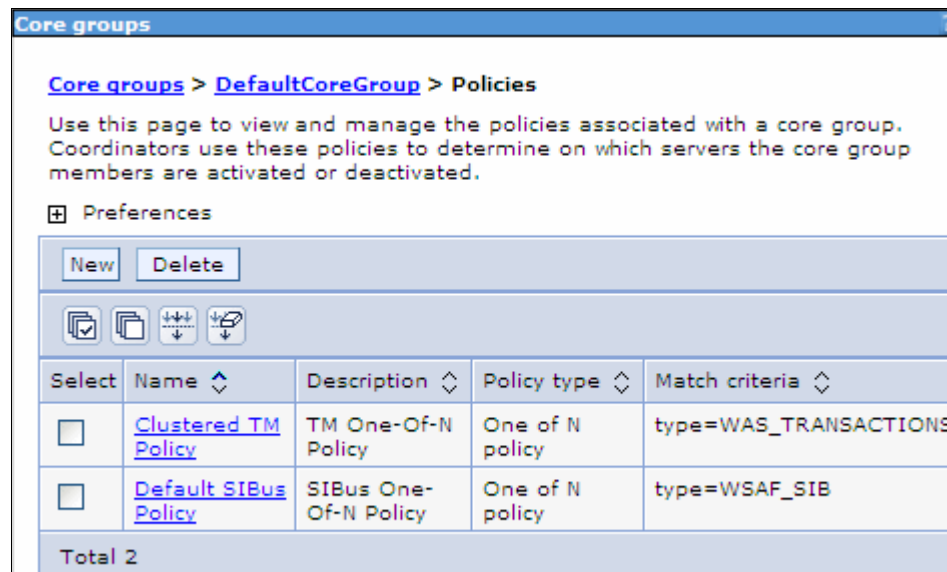 Core groups
Core groups > DefaultCoreGroup > Policies
Use this page to view and manage the policies associated with a core group.
Coordinators use these policies to determine on which servers the core group
members are activated or deactivated.
Preferences
New Delete
Select Name Description Policy type Match criteria
Clustered TM Policy TM One-Of-N Policy One of N policy type=WAS_TRANSACTIONS
Default SIBus Policy SIBus One-Of-N Policy One of N policy type=WSAF_SIB
Total 2